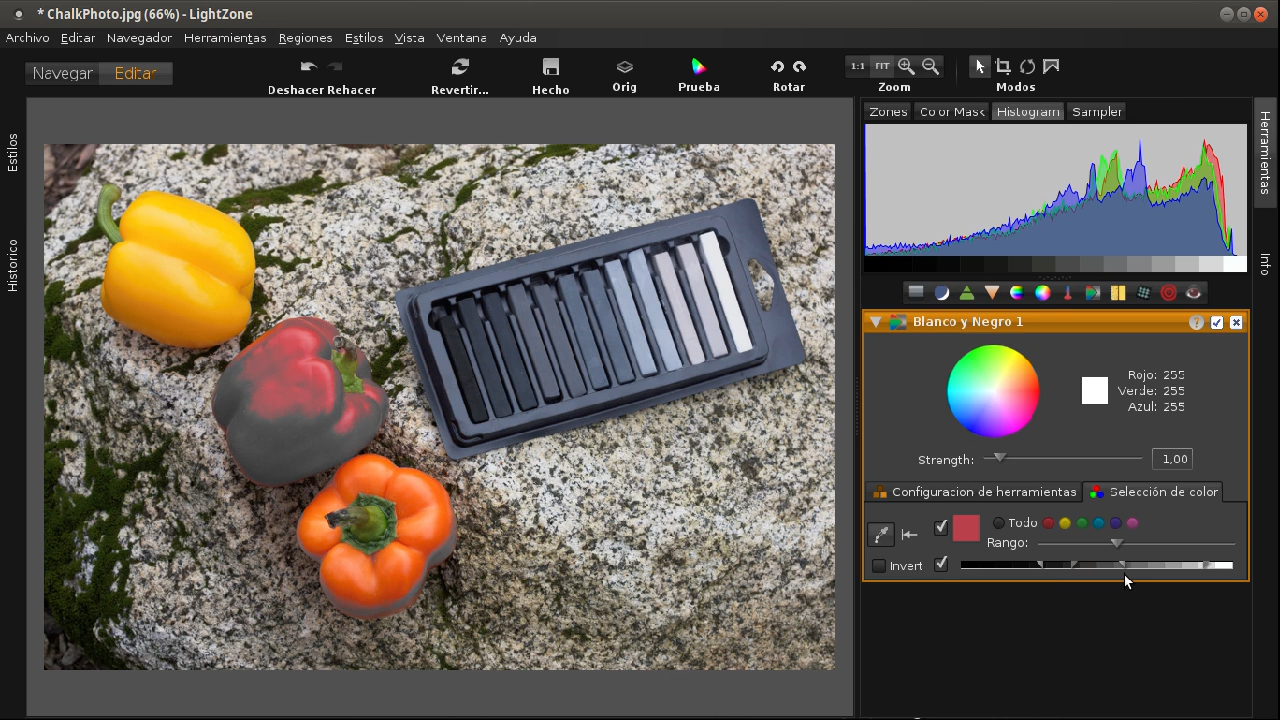 * ChalkPhoto.jpg (66%) - LightZone
Archivo Editar Navegador Herramientas Regiones Estilos Vista Ventana Ayuda
Navegar Editar
Deshacer Rehacer Revertir... Hecho Orig Prueba Rotar
1:1 FIT
Zoom Modos
Estilos
Historico
Zones Color Mask Histogram Sampler
Herramientas
Info
Blanco y Negro 1
?
Rojo: 255
Verde: 255
Azul: 255
Strength: 1,00
Configuracion de herramientas Selección de color
Todo
Rango:
Invert